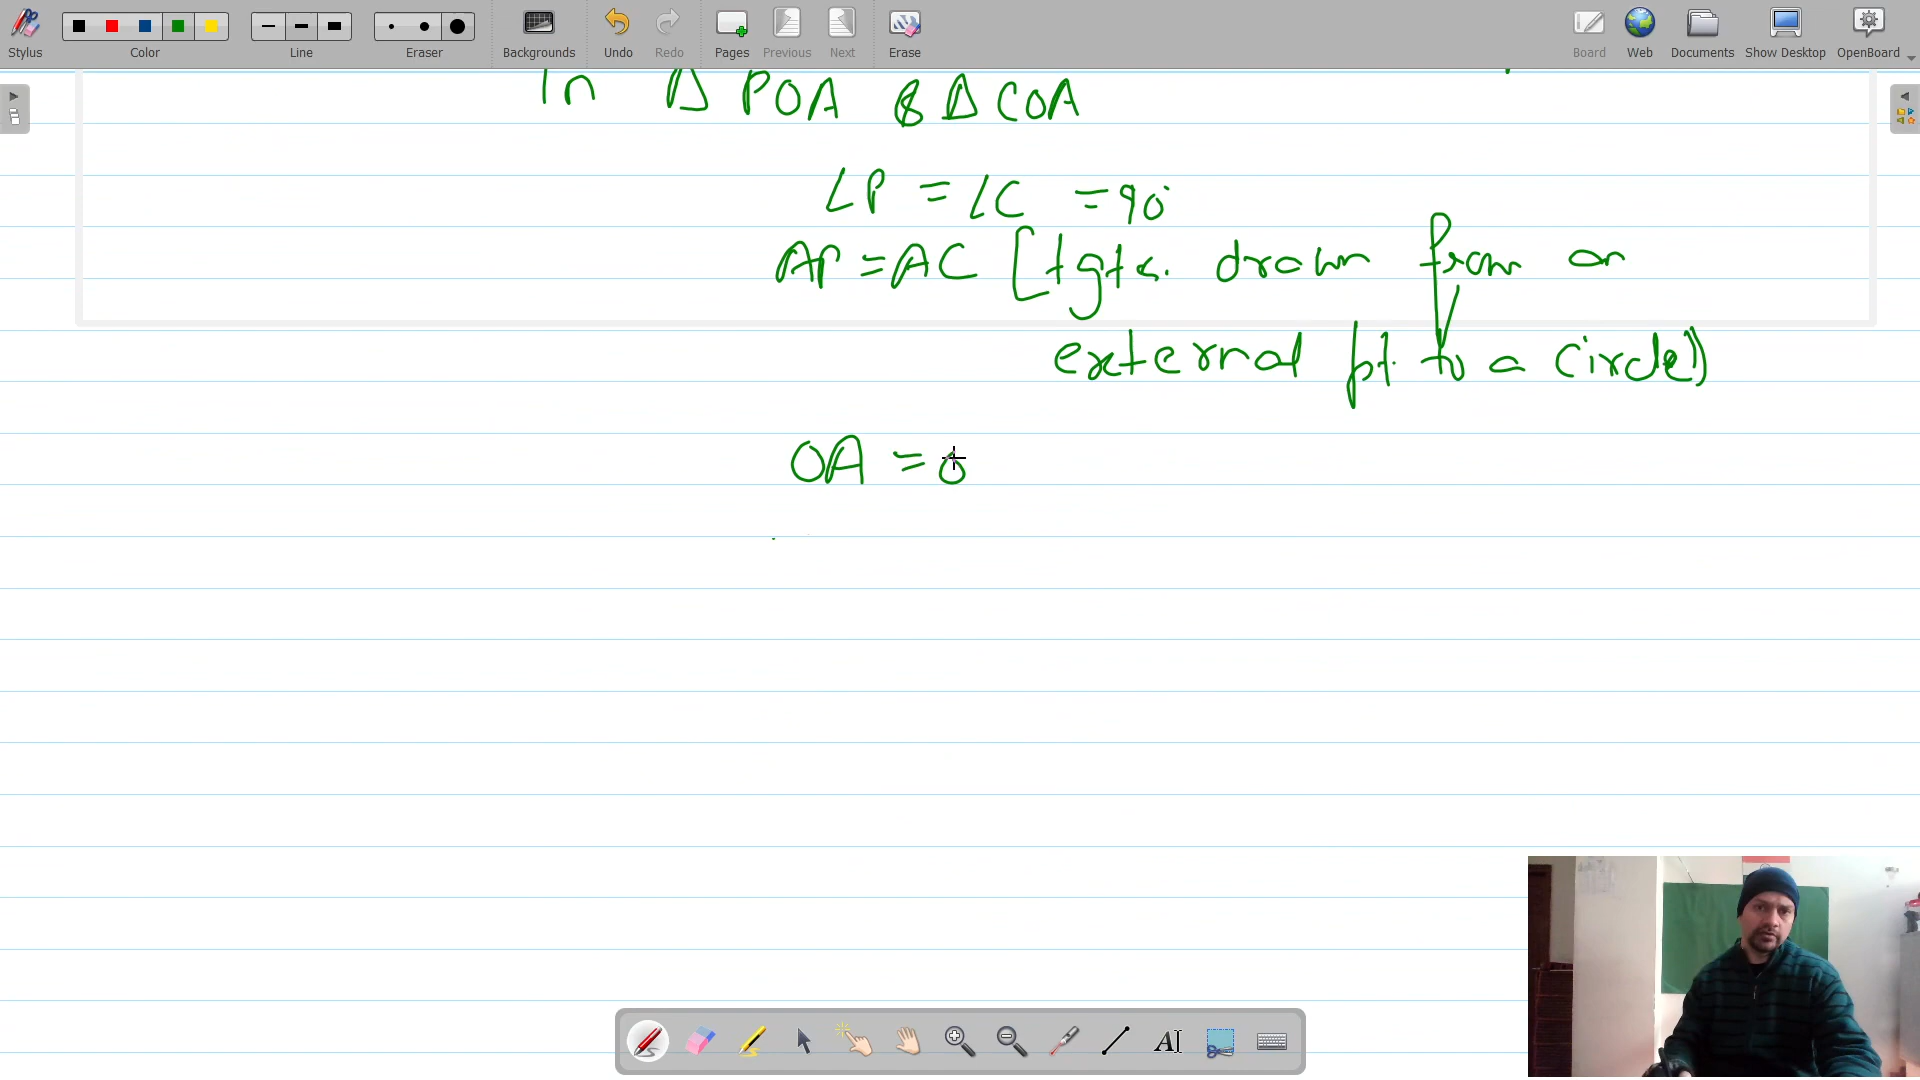 Stylus Color Line Eraser Backgrounds Undo Redo Pages Previous Next Erase Board Web Documents Show Desktop OpenBoard
In Δ POA & Δ COA
∠P = ∠C = 90°
AP = AC [tgts. drawn from an
external pt. to a circle)
OA = O